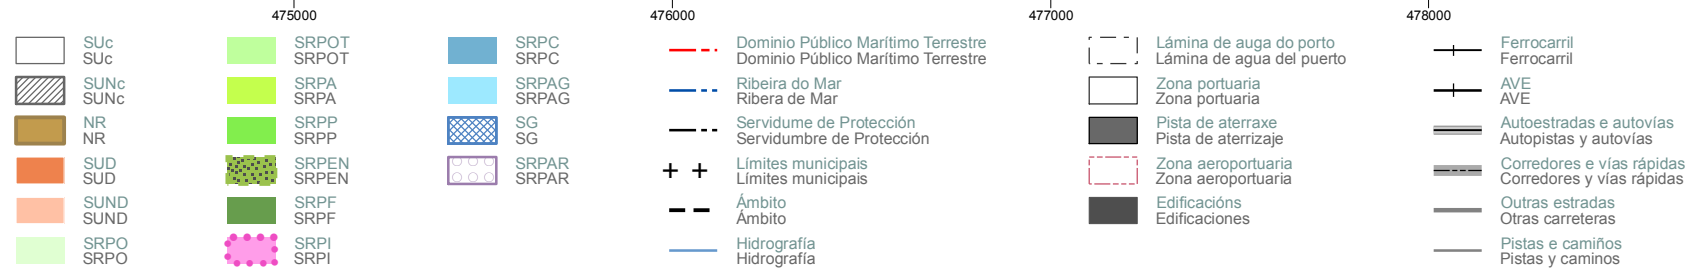 475000
476000
477000
478000
SUc
SUc
SUNc
SUNc
NR
NR
SUD
SUD
SUND
SUND
SRPO
SRPO
SRPOT
SRPOT
SRPA
SRPA
SRPP
SRPP
SRPEN
SRPEN
SRPF
SRPF
SRPI
SRPI
SRPC
SRPC
SRPAG
SRPAG
SG
SG
SRPAR
SRPAR
Dominio Público Marítimo Terrestre
Dominio Público Marítimo Terrestre
Ribeira do Mar
Ribera de Mar
Servidume de Protección
Servidumbre de Protección
Límites municipais
Límites municipais
Ámbito
Ámbito
Hidrografía
Hidrografía
Lámina de auga do porto
Lámina de agua del puerto
Zona portuaria
Zona portuaria
Pista de aterraxe
Pista de aterrizaje
Zona aeroportuaria
Zona aeroportuaria
Edificacións
Edificaciones
Ferrocarril
Ferrocarril
AVE
AVE
Autoestradas e autovías
Autopistas y autovías
Corredores e vías rápidas
Corredores y vías rápidas
Outras estradas
Otras carreteras
Pistas e camiños
Pistas y caminos